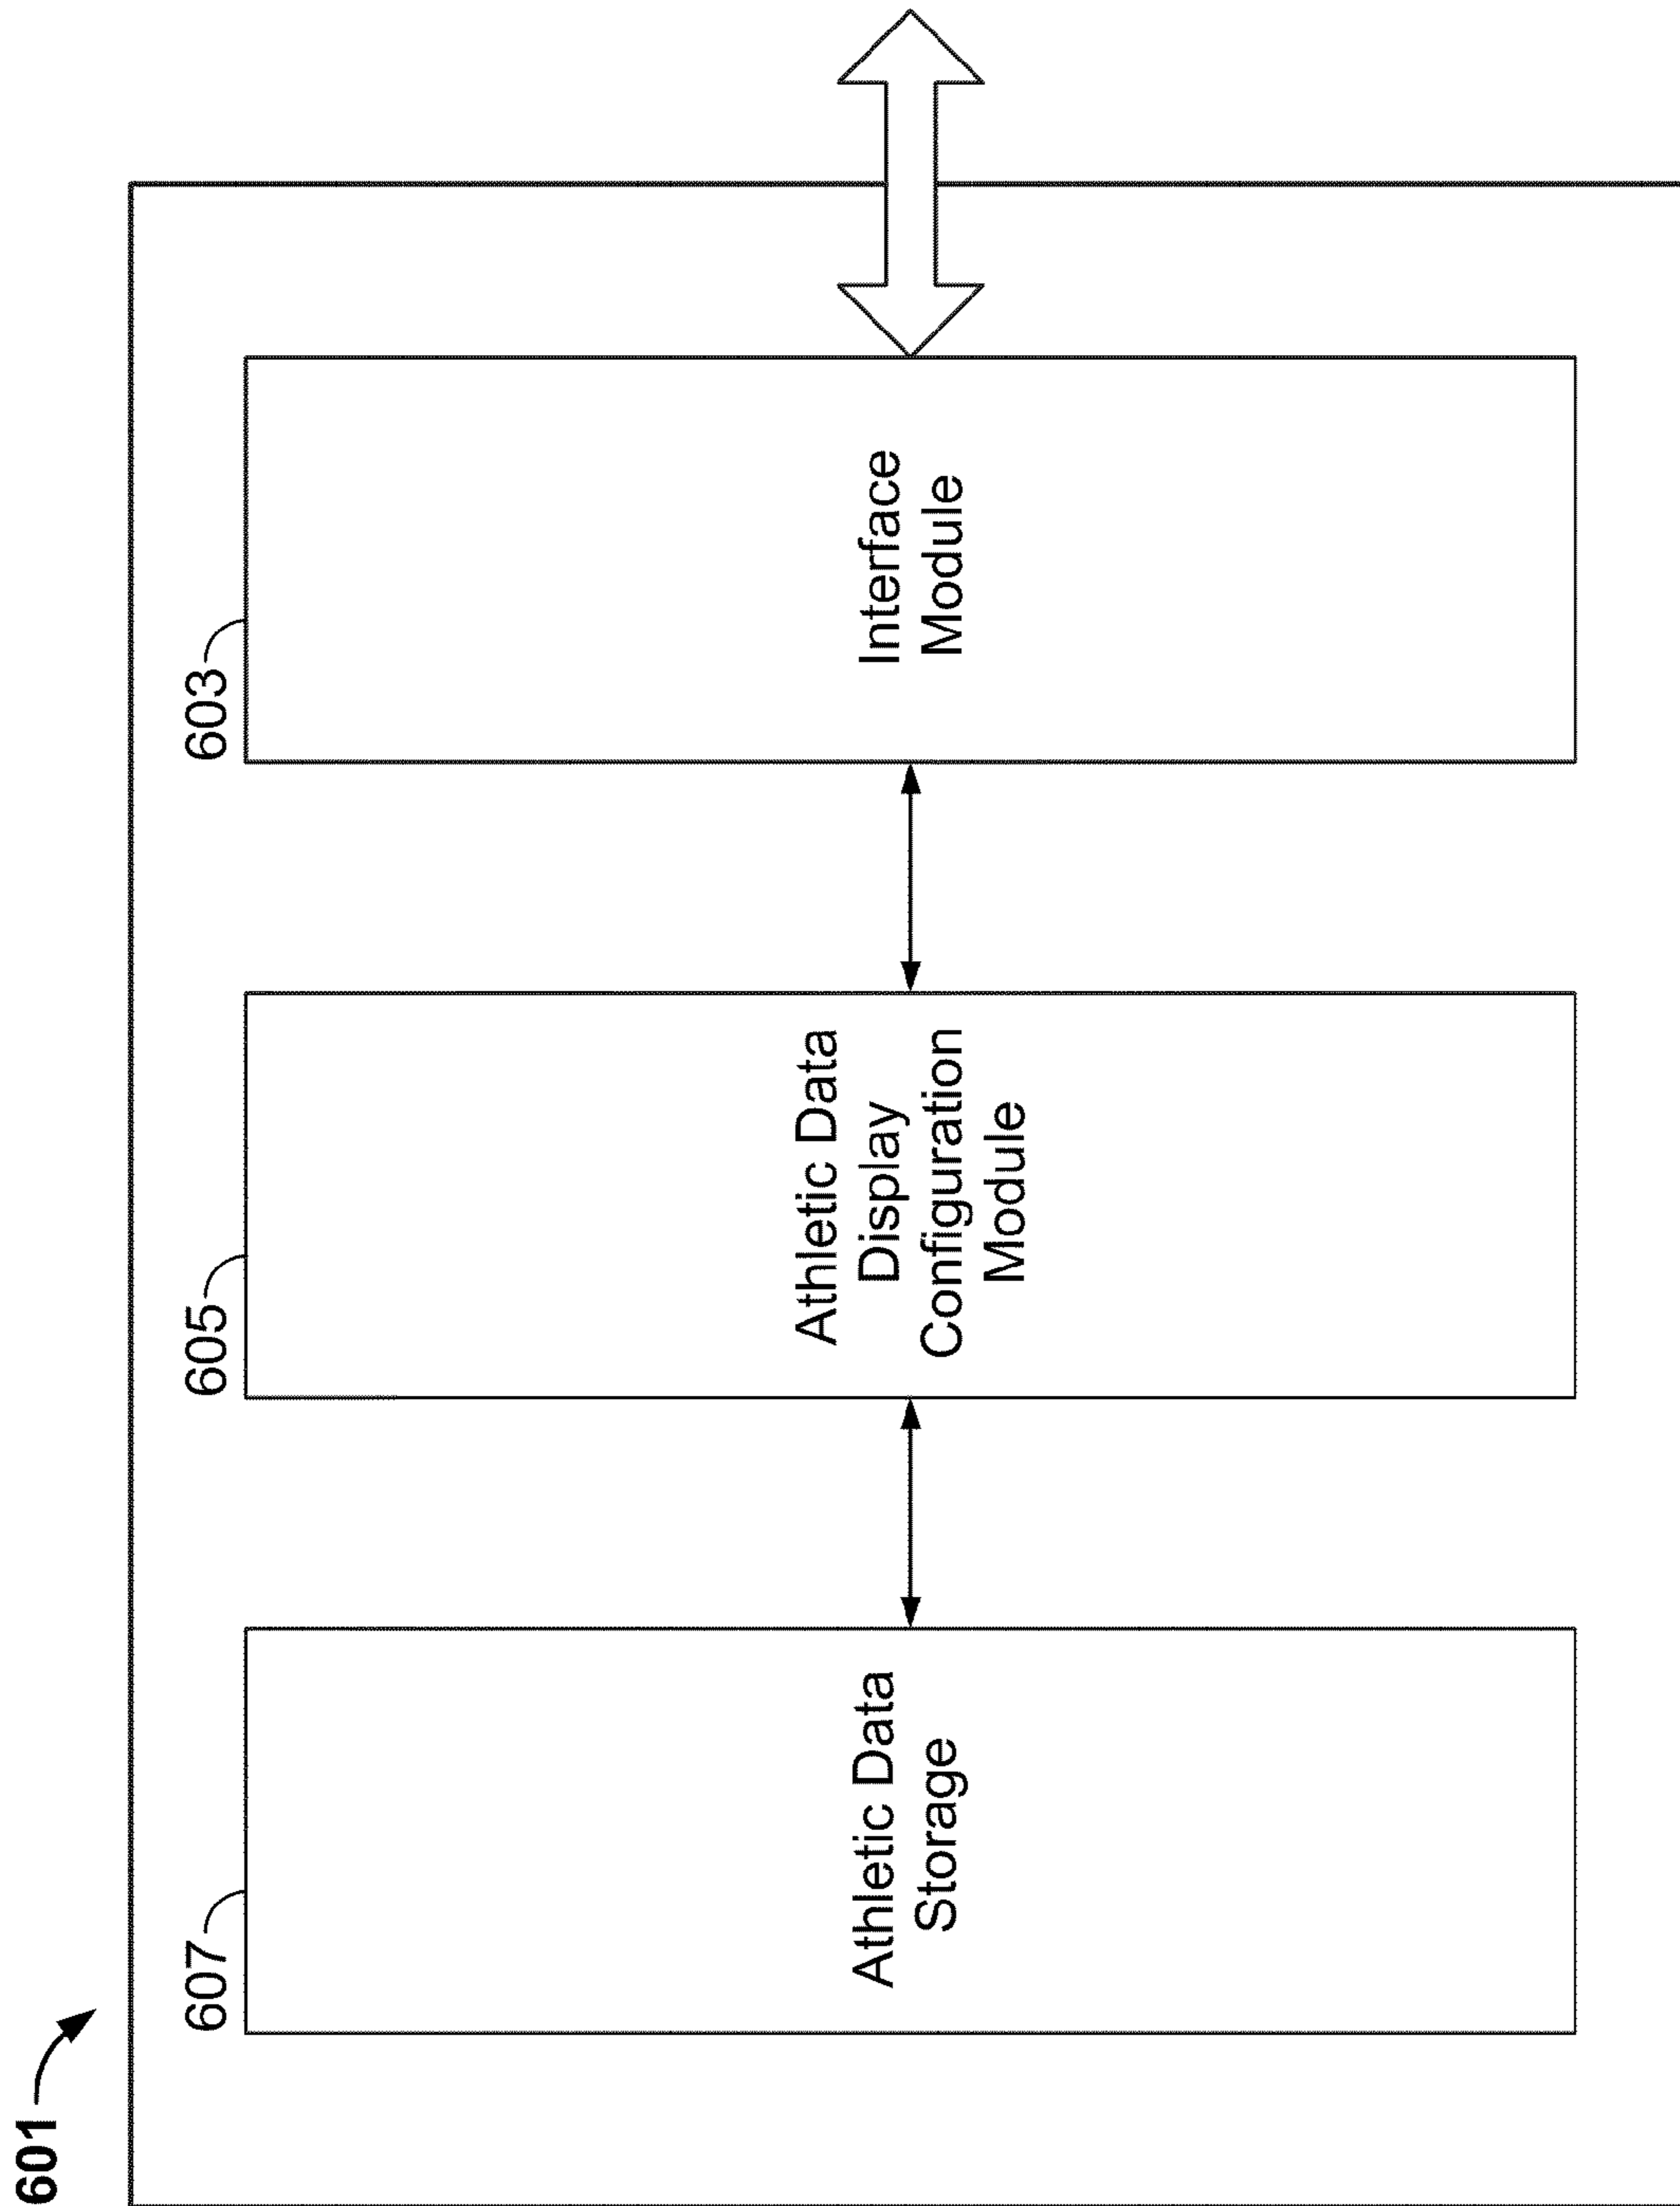 601
607
Athletic Data
Storage
605
Athletic Data
Display
Configuration
Module
603
Interface
Module